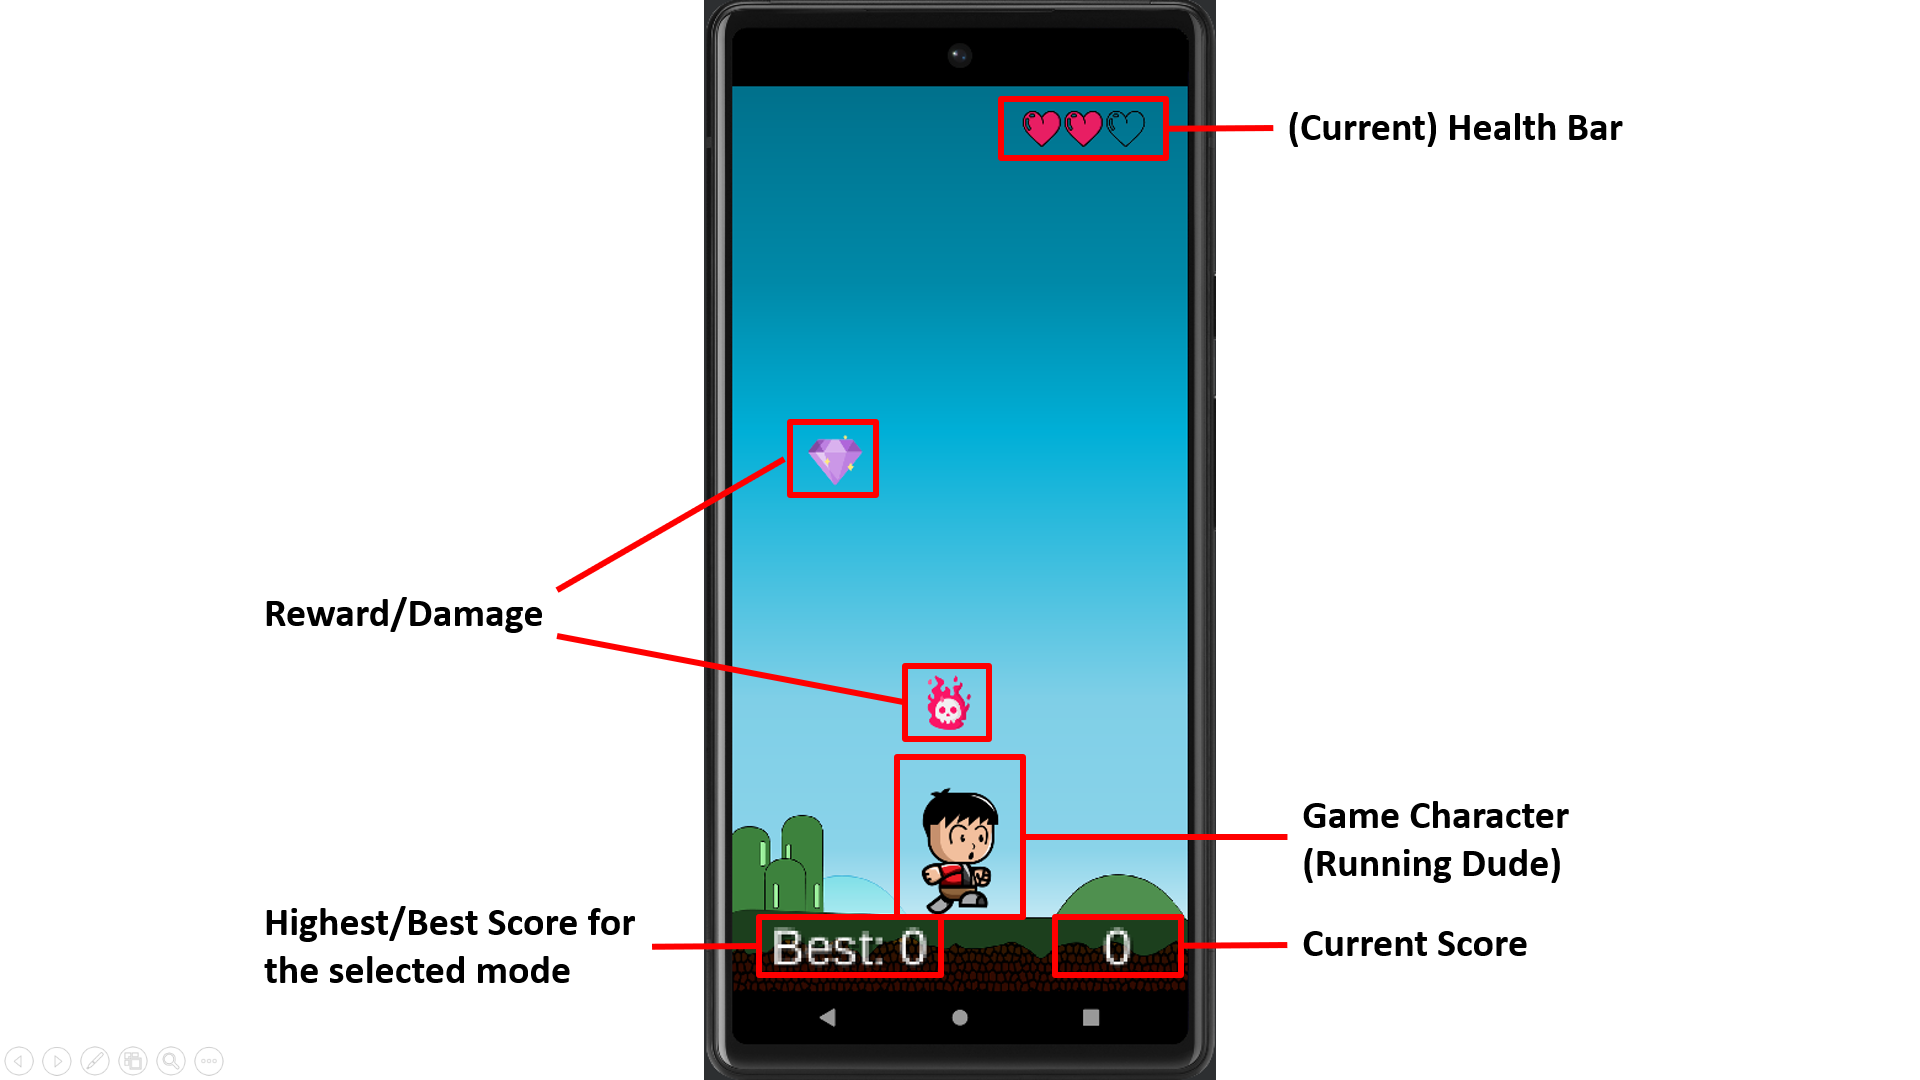 (Current) Health Bar
Reward/Damage
Game Character
(Running Dude)
Highest/Best Score for
the selected mode
Best: 0
0
Current Score